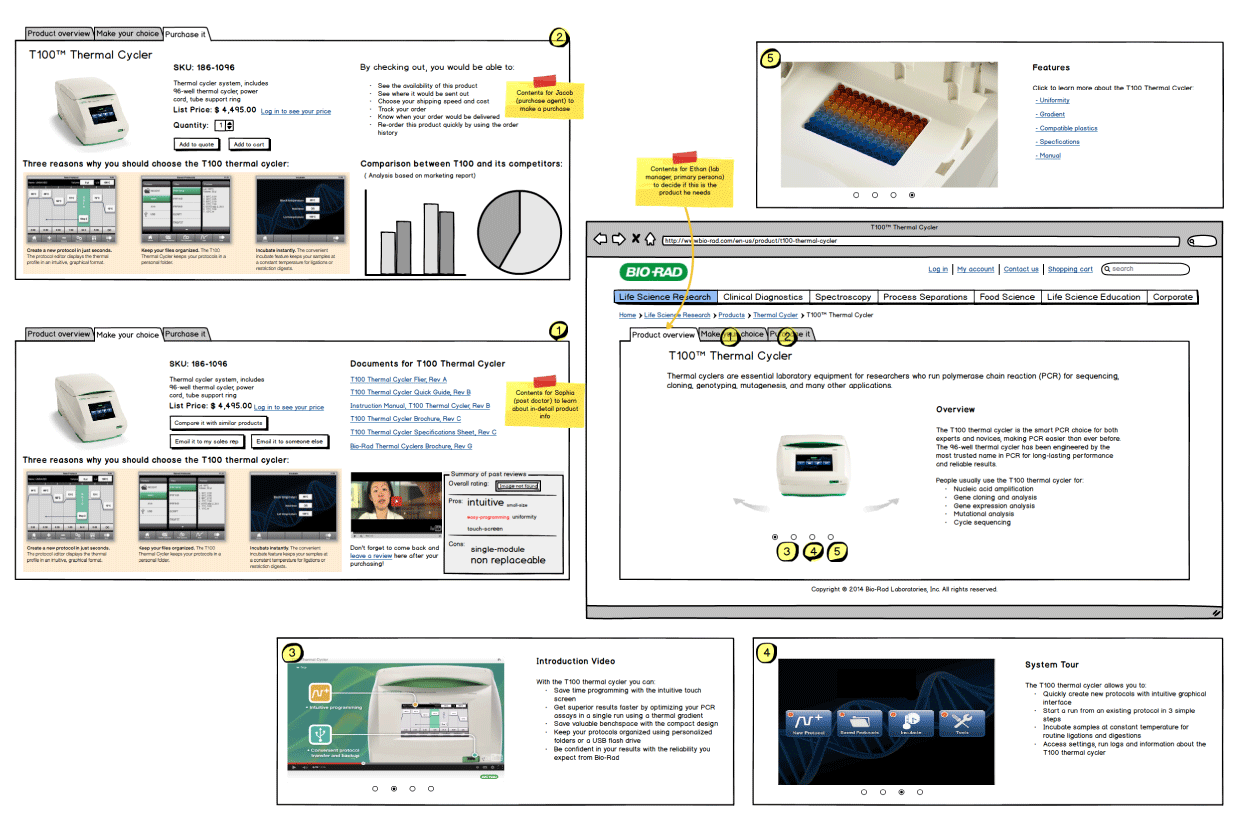 Product overview
Make your choice
Purchase it
2
T100™ Thermal Cycler
SKU: 186-1096
Thermal cycler system, includes
96-well thermal cycler, power
cord, tube support ring
List Price: $ 4,495.00 Log in to see your price
Quantity: 1
Add to quote
Add to cart
By checking out, you would be able to:
See the availability of this product
See where it would be sent out
Choose your shipping speed and cost
Track your order
Know when your order would be delivered
Re-order this product quickly by using the order
history
Contents for Jacob
(purchase agent) to
make a purchase
Three reasons why you should choose the T100 thermal cycler:
Create a new protocol in just seconds.
The protocol editor displays the thermal
profile in an intuitive, graphical format.
Keep your files organized. The T100
Thermal Cycler keeps your protocols in a
personal folder.
Incubate instantly. The convenient
incubate feature keeps your samples at
a constant temperature for ligations or
restriction digests.
Comparison between T100 and its competitors:
( Analysis based on marketing report)
5
Features
Click to learn more about the T100 Thermal Cycler
- Uniformity
- Gradient
- Compatible plastics
- Specfications
- Manual
Contents for Ethan (lab
manager, primary persona)
to decide if this is the
product he needs
T100™ Thermal Cycler
http://www.bio-rad.com/en-us/product/t100-thermal-cycler
BIO-RAD
Log in
My account
Contact us
Shopping cart
search
Life Science Research
Clinical Diagnostics
Spectroscopy
Process Separations
Food Science
Life Science Education
Corporate
Home
Life Science Research
Products
Thermal Cycler
T100™ Thermal Cycler
Product overview
Make your choice
Purchase it
1
2
T100™ Thermal Cycler
Thermal cyclers are essential laboratory equipment for researchers who run polymerase chain reaction (PCR) for sequencing,
cloning, genotyping, mutagenesis, and many other applications.
Overview
The T100 thermal cycler is the smart PCR choice for both
experts and novices, making PCR easier than ever before.
The 96-well thermal cycler has been engineered by the
most trusted name in PCR for long-lasting performance
and reliable results.
People usually use the T100 thermal cycler for:
Nucleic acid amplification
Gene cloning and analysis
Gene expression analysis
Mutational analysis
Cycle sequencing
3
4
5
Copyright © 2014 Bio-Rad Laboratories, Inc. All rights reserved.
Product overview
Make your choice
Purchase it
1
T100™ Thermal Cycler
SKU: 186-1096
Thermal cycler system, includes
96-well thermal cycler, power
cord, tube support ring
List Price: $ 4,495.00 Log in to see your price
Compare it with similar products
Email it to my sales rep.
Email it to someone else
Documents for T100 Thermal Cycler
T100 Thermal Cycler Flier, Rev A
T100 Thermal Cycler Quick Guide, Rev B
Instruction Manual, T100 Thermal Cycler, Rev B
T100 Thermal Cycler Brochure, Rev C
T100 Thermal Cycler Specifications Sheet, Rev C
Bio-Rad Thermal Cyclers Brochure, Rev G
Contents for Sophia
(post doctor) to learn
about in-detail product
info
Three reasons why you should choose the T100 thermal cycler:
Create a new protocol in just seconds.
The protocol editor displays the thermal
profile in an intuitive, graphical format.
Keep your files organized. The T100
Thermal Cycler keeps your protocols in a
personal folder.
Incubate instantly. The convenient
incubate feature keeps your samples at
a constant temperature for ligations or
restriction digests.
Don't forget to come back and
leave a review here after your
purchasing!
Summary of past reviews
Overall rating:
Image not found
Pros:
intuitive small-size
easy-programming uniformity
touch-screen
Cons:
single-module
non replaceable
3
Intuitive programming
Convenient protocol
transfer and backup
BIO-RAD
Introduction Video
With the T100 thermal cycler you can:
Save time programming with the intuitive touch
screen
Get superior results faster by optimizing your PCR
assays in a single run using a thermal gradient
Save valuable benchspace with the compact design
Keep your protocols organized using personalized
folders or a USB flash drive
Be confident in your results with the reliability you
expect from Bio-Rad
4
New Protocol
Saved Protocols
Incubate
Tools
System Tour
The T100 thermal cycler allows you to:
Quickly create new protocols with intuitive graphical
interface
Start a run from an existing protocol in 3 simple
steps
Incubate samples at constant temperature for
routine ligations and digestions
Access settings, run logs and information about the
T100 thermal cycler